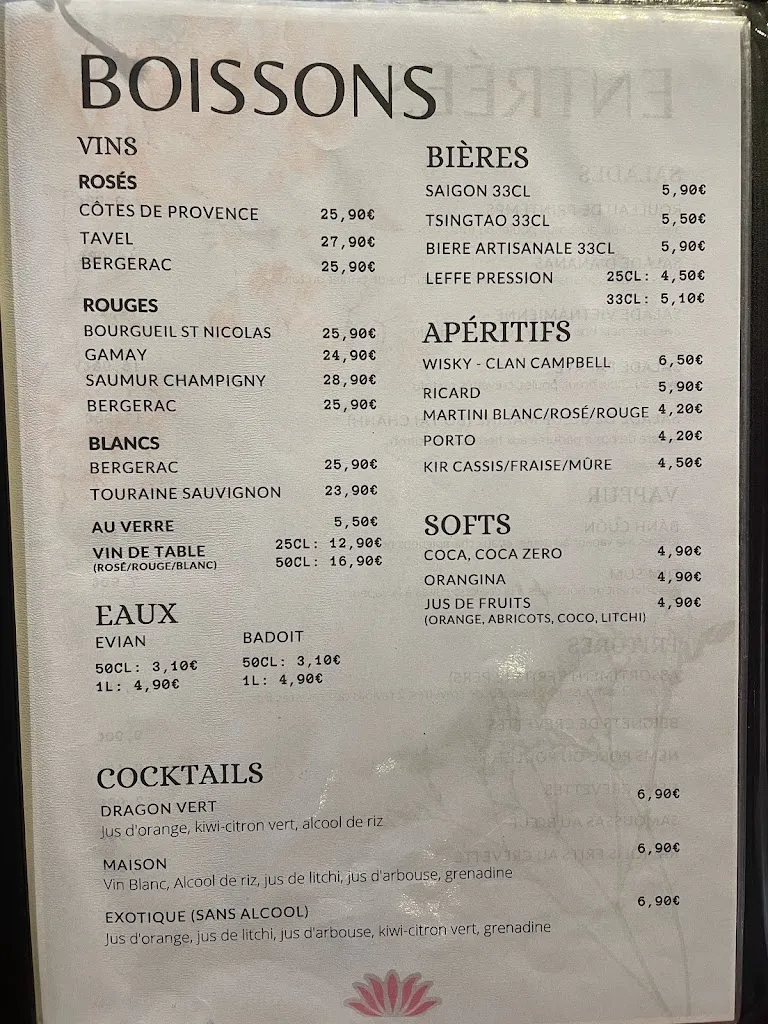 BOISSONS
VINS
ROSÉS
CÔTES DE PROVENCE 25,90€
TAVEL 27,90€
BERGERAC 25,90€
ROUGES
BOURGUEIL ST NICOLAS 25,90€
GAMAY 24,90€
SAUMUR CHAMPIGNY 28,90€
BERGERAC 25,90€
BLANCS
BERGERAC 25,90€
TOURAINE SAUVIGNON 23,90€
AU VERRE 5,50€
VIN DE TABLE 25CL: 12,90€
(ROSÉ/ROUGE/BLANC) 50CL: 16,90€
EAUX
EVIAN BADOIT
50CL: 3,10€ 50CL: 3,10€
1L: 4,90€ 1L: 4,90€
BIÈRES
SAIGON 33CL 5,90€
TSINGTAO 33CL 5,50€
BIERE ARTISANALE 33CL 5,90€
LEFFE PRESSION 25CL: 4,50€
33CL: 5,10€
APÉRITIFS
WISKY - CLAN CAMPBELL 6,50€
RICARD 5,90€
MARTINI BLANC/ROSÉ/ROUGE 4,20€
PORTO 4,20€
KIR CASSIS/FRAISE/MÛRE 4,50€
SOFTS
COCA, COCA ZERO 4,90€
ORANGINA 4,90€
JUS DE FRUITS 4,90€
(ORANGE, ABRICOTS, COCO, LITCHI)
COCKTAILS
DRAGON VERT 6,90€
Jus d'orange, kiwi-citron vert, alcool de riz
MAISON 6,90€
Vin Blanc, Alcool de riz, jus de litchi, jus d'arbouse, grenadine
EXOTIQUE (SANS ALCOOL) 6,90€
Jus d'orange, jus de litchi, jus d'arbouse, kiwi-citron vert, grenadine